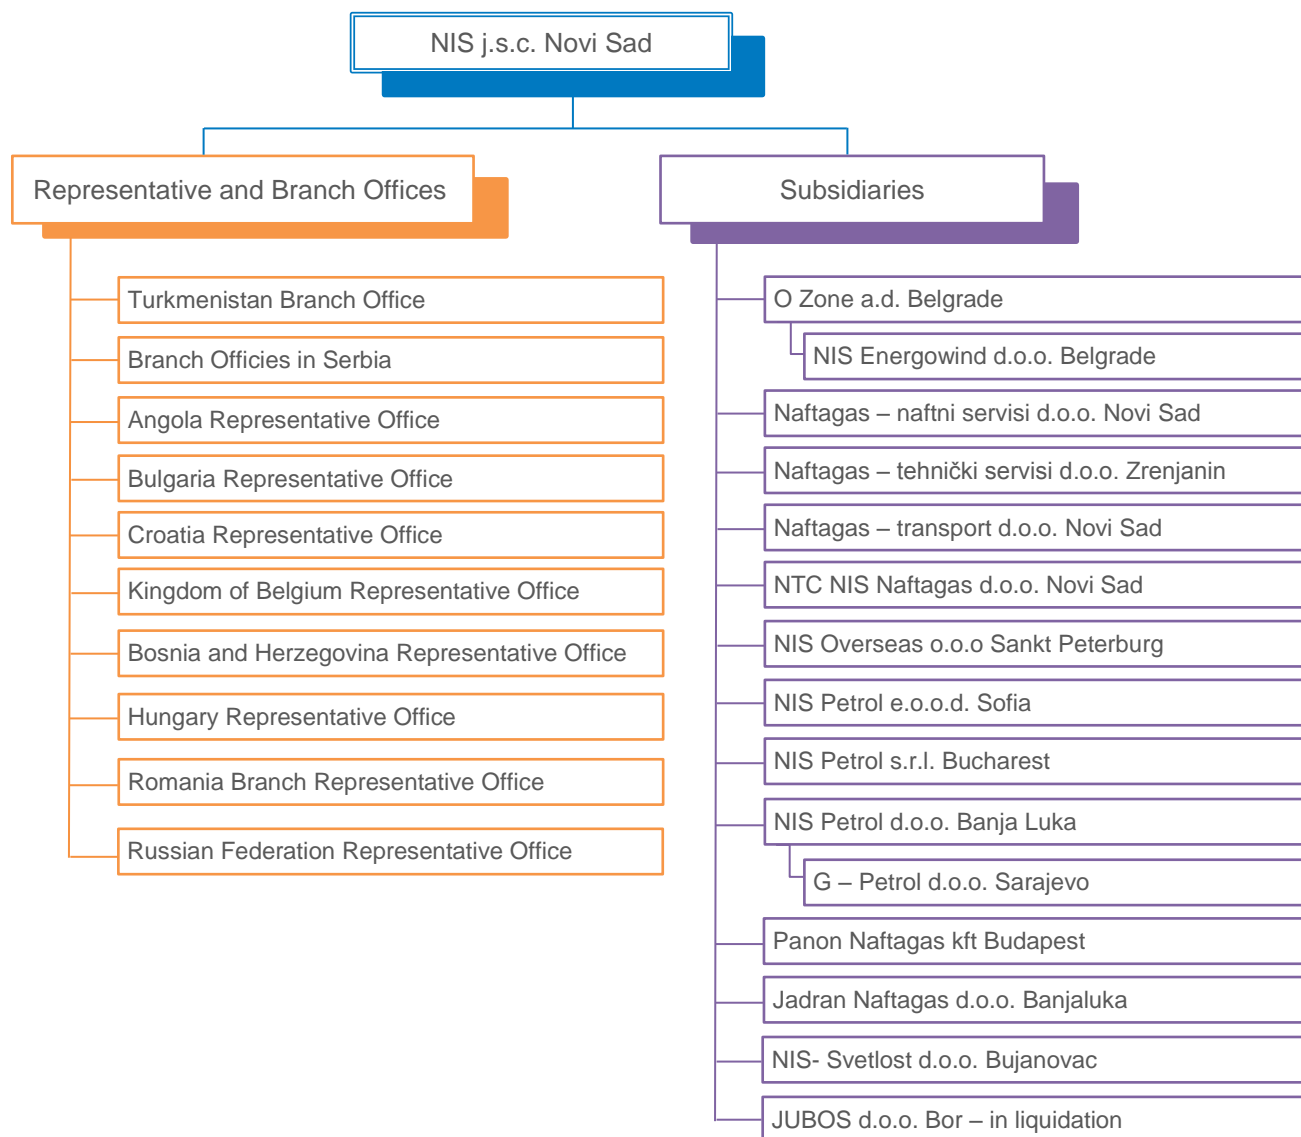 NIS j.s.c. Novi Sad
Representative and Branch Offices
Turkmenistan Branch Office
Branch Officies in Serbia
Angola Representative Office
Bulgaria Representative Office
Croatia Representative Office
Kingdom of Belgium Representative Office
Bosnia and Herzegovina Representative Office
Hungary Representative Office
Romania Branch Representative Office
Russian Federation Representative Office
Subsidiaries
O Zone a.d. Belgrade
NIS Energowind d.o.o. Belgrade
Naftagas – naftni servisi d.o.o. Novi Sad
Naftagas – tehnički servisi d.o.o. Zrenjanin
Naftagas – transport d.o.o. Novi Sad
NTC NIS Naftagas d.o.o. Novi Sad
NIS Overseas o.o.o Sankt Peterburg
NIS Petrol e.o.o.d. Sofia
NIS Petrol s.r.l. Bucharest
NIS Petrol d.o.o. Banja Luka
G – Petrol d.o.o. Sarajevo
Panon Naftagas kft Budapest
Jadran Naftagas d.o.o. Banjaluka
NIS- Svetlost d.o.o. Bujanovac
JUBOS d.o.o. Bor – in liquidation